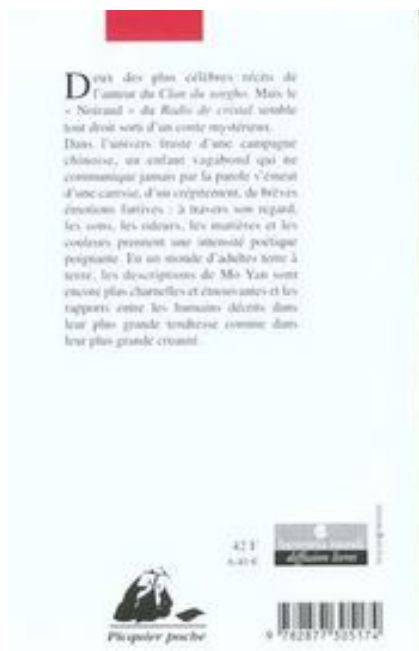 Deux des plus célèbres récits de
l'auteur du Clan du sorgho. Mais le
« Noiraud » du Radis de cristal semble
tout droit sorti d'un conte mystérieux.
Dans l'univers fruste d'une campagne
chinoise, un enfant vagabond qui ne
communique jamais par la parole s'émeut
d'une caresse, d'un crépitement, de brèves
émotions furtives : à travers son regard,
les sons, les odeurs, les matières et les
couleurs prennent une intensité poétique
poignante. En un monde d'adultes terre à
terre, les descriptions de Mo Yan sont
encore plus charnelles et émouvantes et les
rapports entre les humains décrits dans
leur plus grande tendresse comme dans
leur plus grande cruauté.
42 F
6,40 €
diffusion livres
Picquier poche
9 782877 305174